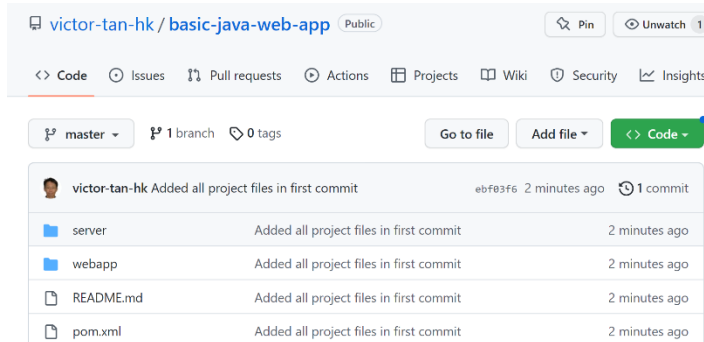 victor-tan-hk / basic-java-web-app Public Pin Unwatch 1
Code Issues Pull requests Actions Projects Wiki Security Insights
master 1 branch 0 tags Go to file Add file Code
victor-tan-hk Added all project files in first commit ebf03f6 2 minutes ago 1 commit
server Added all project files in first commit 2 minutes ago
webapp Added all project files in first commit 2 minutes ago
README.md Added all project files in first commit 2 minutes ago
pom.xml Added all project files in first commit 2 minutes ago